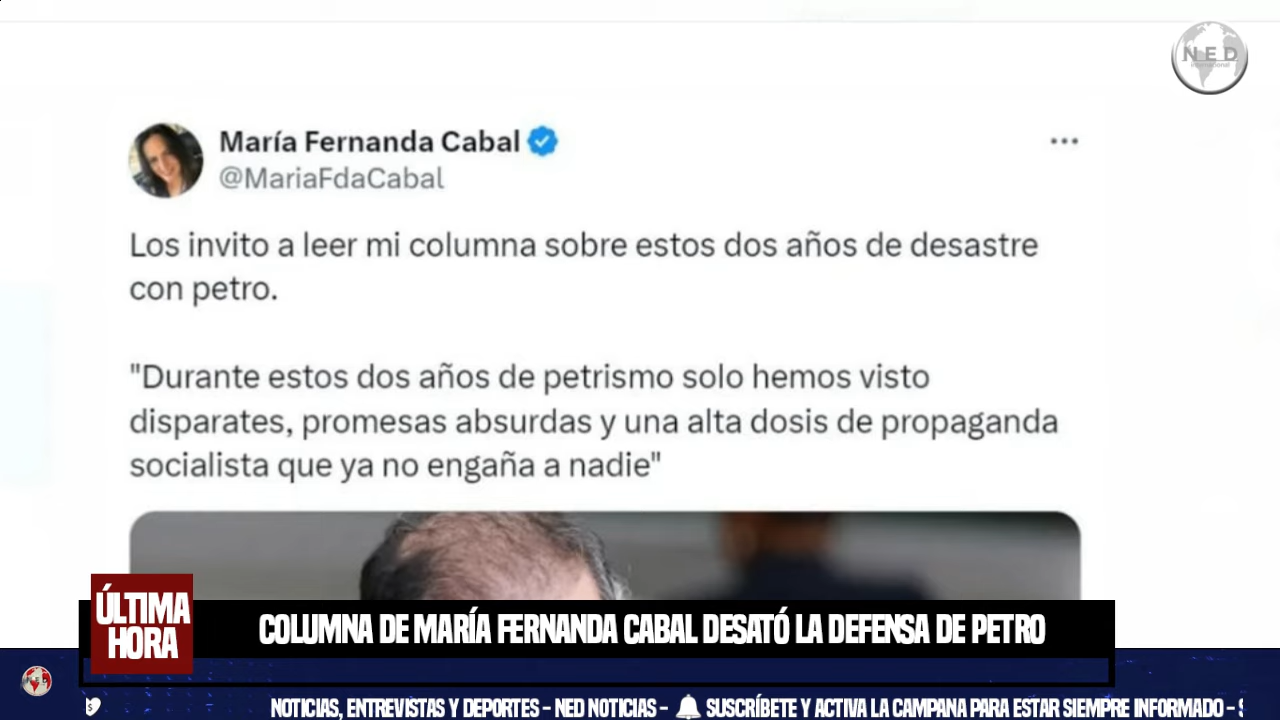 NED
International
María Fernanda Cabal
@MariaFdaCabal
Los invito a leer mi columna sobre estos dos años de desastre
con petro.
"Durante estos dos años de petrismo solo hemos visto
disparates, promesas absurdas y una alta dosis de propaganda
socialista que ya no engaña a nadie"
ÚLTIMA
HORA
COLUMNA DE MARÍA FERNANDA CABAL DESATÓ LA DEFENSA DE PETRO
NOTICIAS, ENTREVISTAS Y DEPORTES - NED NOTICIAS - SUSCRÍBETE Y ACTIVA LA CAMPANA PARA ESTAR SIEMPRE INFORMADO -